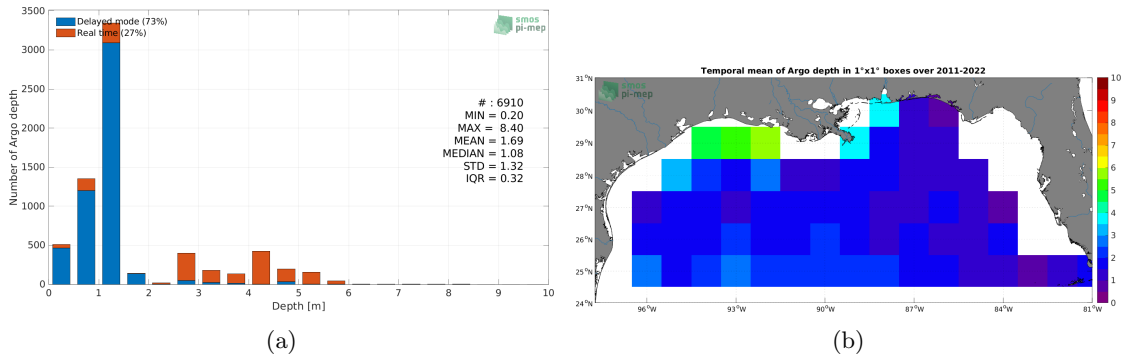 Delayed mode (73%)
Real time (27%)
smos
pi-mep
# : 6910
MIN = 0.20
MAX = 8.40
MEAN = 1.69
MEDIAN = 1.08
STD = 1.32
IQR = 0.32
Number of Argo depth
3500
3000
2500
2000
1500
1000
500
0
0 1 2 3 4 5 6 7 8 9 10
Depth [m]
(a)
Temporal mean of Argo depth in 1°x1° boxes over 2011-2022
smos
pi-mep
31°N
30°N
29°N
28°N
27°N
26°N
25°N
24°N
96°W 93°W 90°W 87°W 84°W 81°W
10
9
8
7
6
5
4
3
2
1
0
(b)